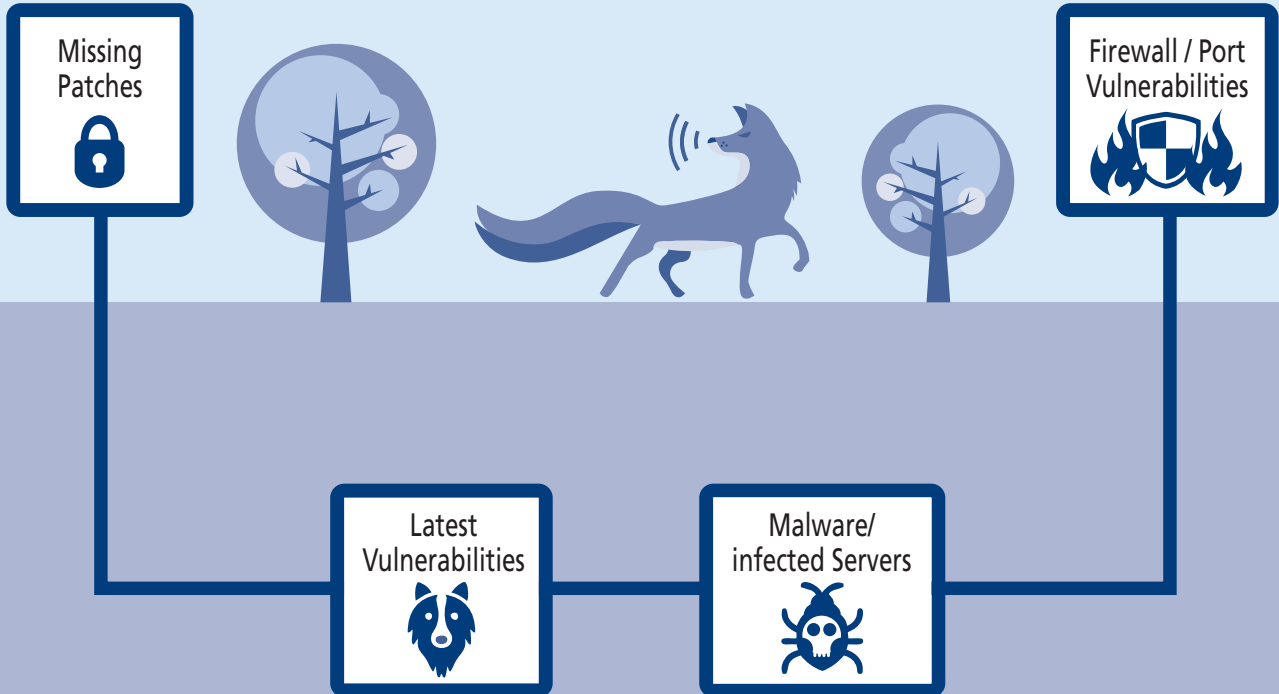 Missing
Patches
Firewall / Port
Vulnerabilities
Latest
Vulnerabilities
Malware/
infected Servers